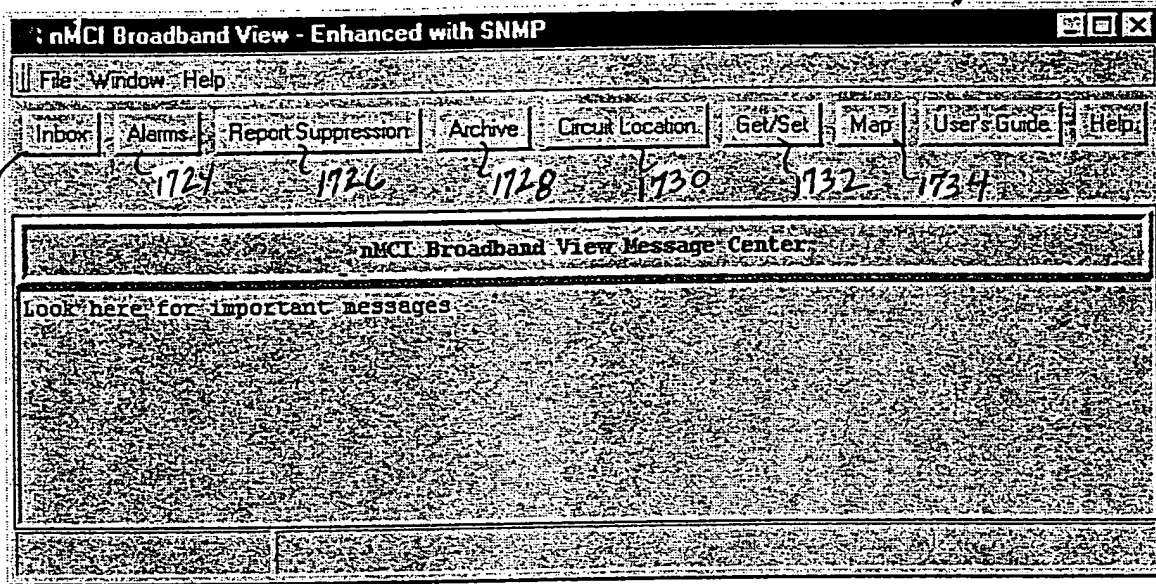 nMCI Broadband View - Enhanced with SNMP
File Window Help
Inbox Alarms Report Suppression Archive Circuit Location Get/Set Map User's Guide Help
1724 1726 1728 1730 1732 1734
nMCI Broadband View Message Center
Look here for important messages